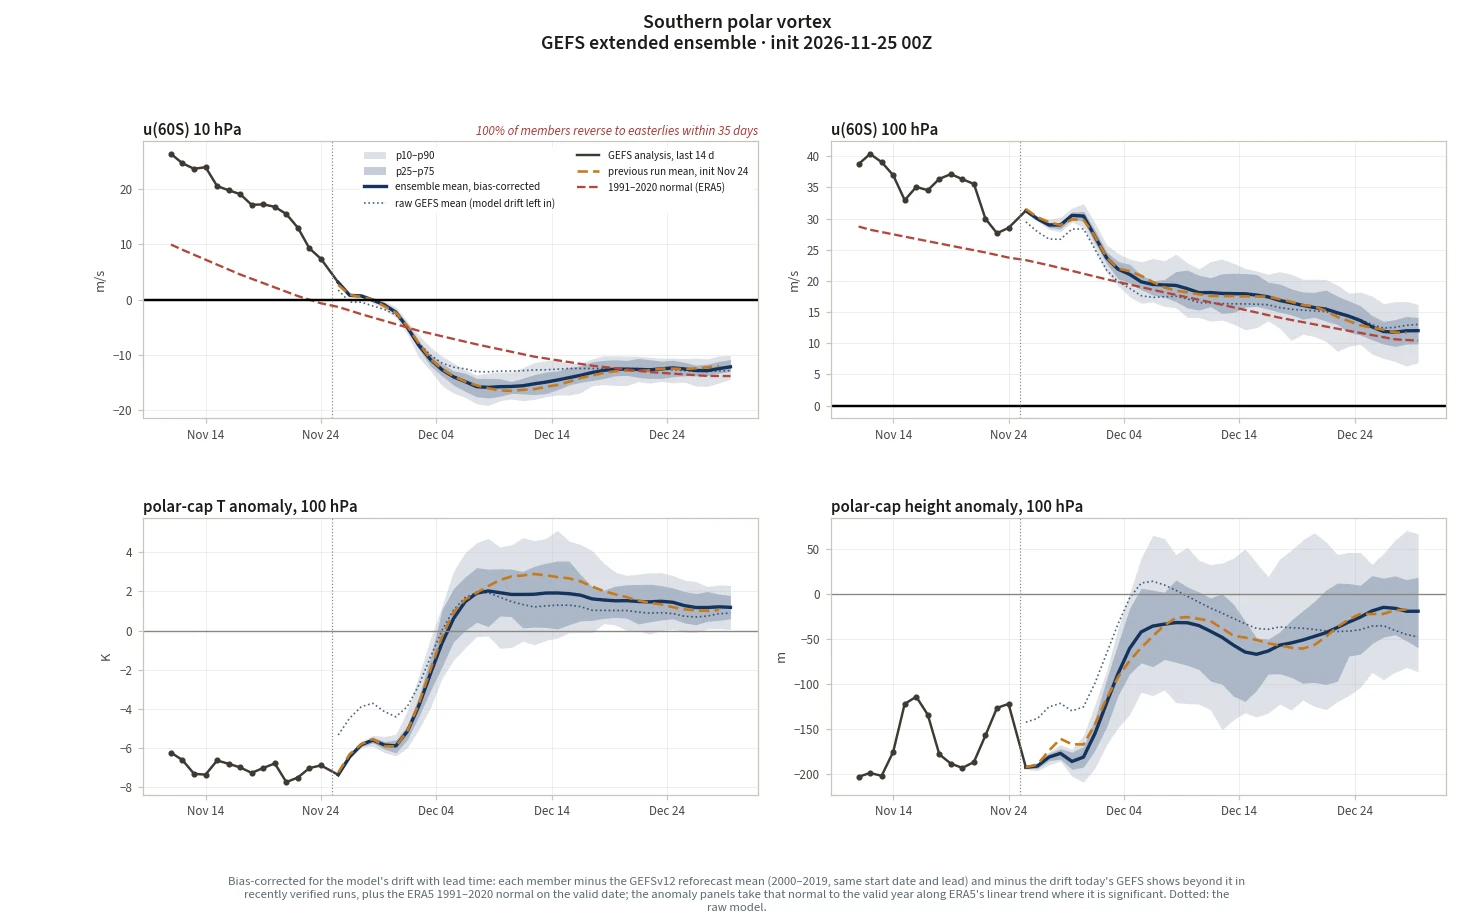 Southern polar vortex
GEFS extended ensemble · init 2026-11-25 00Z
u(60S) 10 hPa
100% of members reverse to easterlies within 35 days
p10–p90
p25–p75
ensemble mean, bias-corrected
raw GEFS mean (model drift left in)
GEFS analysis, last 14 d
previous run mean, init Nov 24
1991–2020 normal (ERA5)
m/s
20
10
0
−10
−20
Nov 14
Nov 24
Dec 04
Dec 14
Dec 24
u(60S) 100 hPa
m/s
40
35
30
25
20
15
10
5
0
Nov 14
Nov 24
Dec 04
Dec 14
Dec 24
polar-cap T anomaly, 100 hPa
K
4
2
0
−2
−4
−6
−8
Nov 14
Nov 24
Dec 04
Dec 14
Dec 24
polar-cap height anomaly, 100 hPa
m
50
0
−50
−100
−150
−200
Nov 14
Nov 24
Dec 04
Dec 14
Dec 24
Bias-corrected for the model's drift with lead time: each member minus the GEFSv12 reforecast mean (2000–2019, same start date and lead) and minus the drift today's GEFS shows beyond it in
recently verified runs, plus the ERA5 1991–2020 normal on the valid date; the anomaly panels take that normal to the valid year along ERA5's linear trend where it is significant. Dotted: the
raw model.